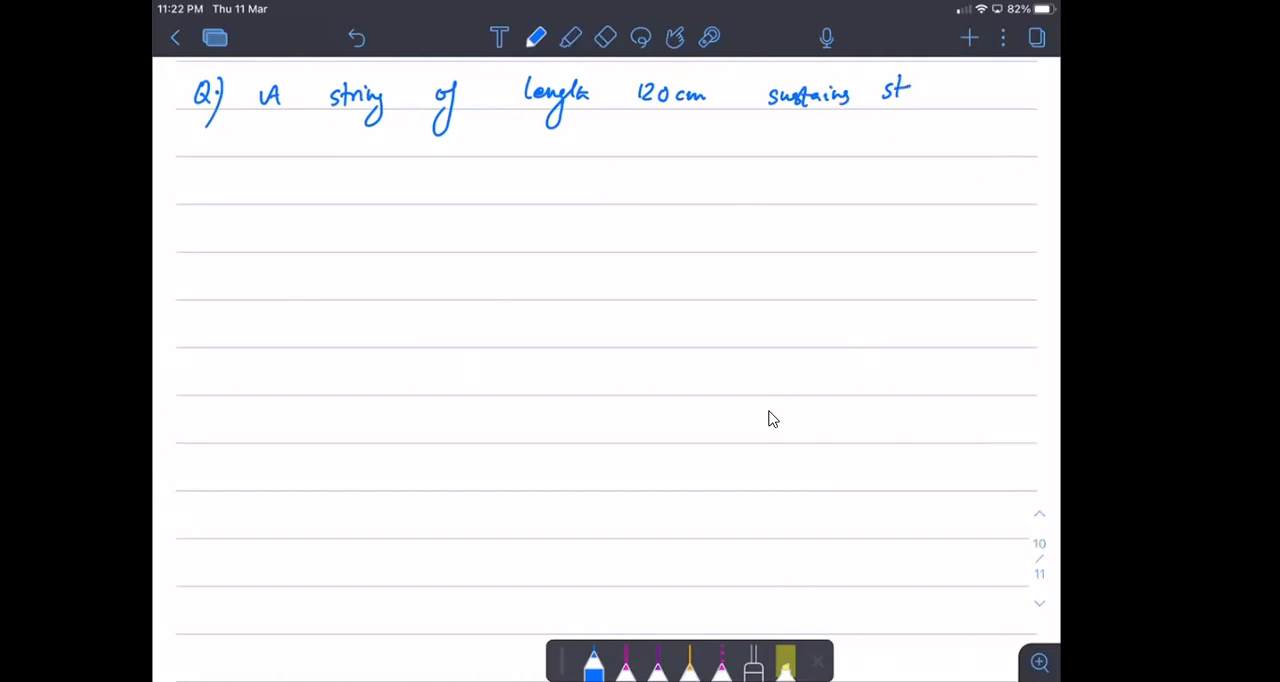 11:22 PM Thu 11 Mar
82%
Q.) A string of length 120 cm sustains st
10
/
11